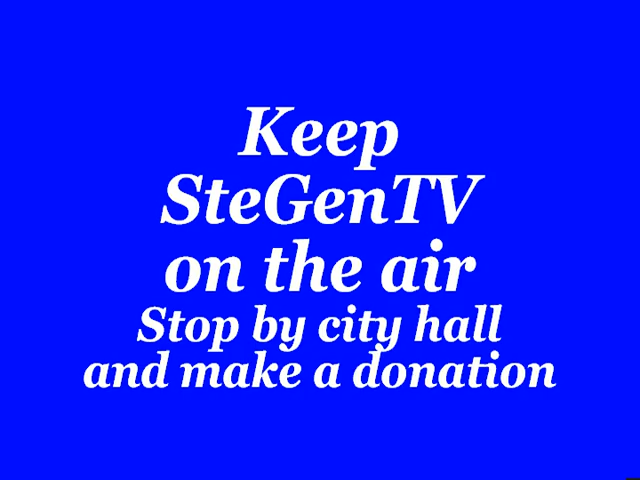 Keep
SteGenTV
on the air
Stop by city hall
and make a donation